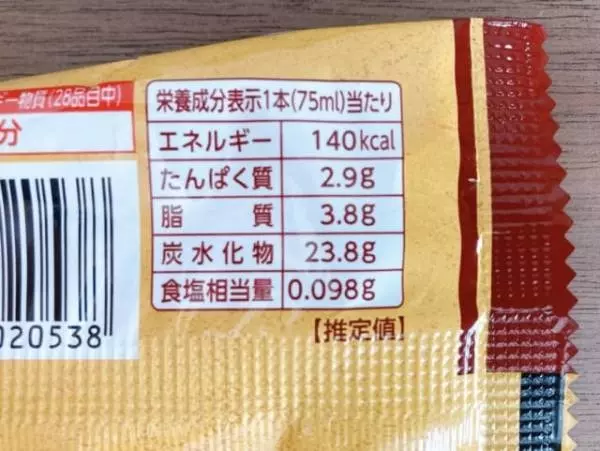 ー物質(28品目中)
分
栄養成分表示1本(75ml)当たり
エネルギー 140kcal
たんぱく質 2.9g
脂質 3.8g
炭水化物 23.8g
食塩相当量 0.098g
【推定値】
020538